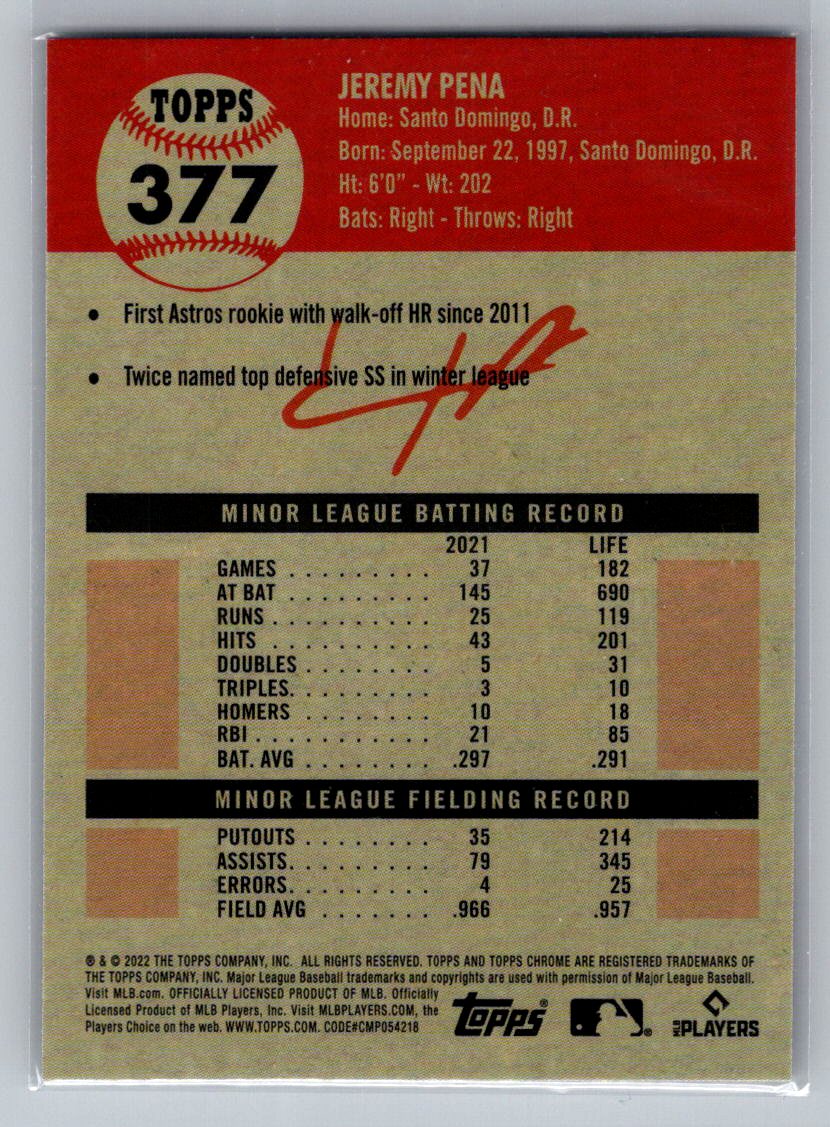 TOPPS
377
JEREMY PENA
Home: Santo Domingo, D.R.
Born: September 22, 1997, Santo Domingo, D.R.
Ht: 6'0" - Wt: 202
Bats: Right - Throws: Right
• First Astros rookie with walk-off HR since 2011
• Twice named top defensive SS in winter league
MINOR LEAGUE BATTING RECORD
2021 LIFE
GAMES . . . . . . . . . 37 182
AT BAT . . . . . . . . . 145 690
RUNS . . . . . . . . . . 25 119
HITS . . . . . . . . . . 43 201
DOUBLES . . . . . . . . 5 31
TRIPLES. . . . . . . . . 3 10
HOMERS . . . . . . . . 10 18
RBI . . . . . . . . . . . 21 85
BAT. AVG . . . . . . . . .297 .291
MINOR LEAGUE FIELDING RECORD
PUTOUTS . . . . . . . . 35 214
ASSISTS. . . . . . . . . 79 345
ERRORS. . . . . . . . . 4 25
FIELD AVG . . . . . . . .966 .957
® & © 2022 THE TOPPS COMPANY, INC. ALL RIGHTS RESERVED. TOPPS AND TOPPS CHROME ARE REGISTERED TRADEMARKS OF
THE TOPPS COMPANY, INC. Major League Baseball trademarks and copyrights are used with permission of Major League Baseball.
Visit MLB.com. OFFICIALLY LICENSED PRODUCT OF MLB. Officially
Licensed Product of MLB Players, Inc. Visit MLBPLAYERS.COM, the
Players Choice on the web. WWW.TOPPS.COM. CODE#CMP054218
Topps®
MLB PLAYERS